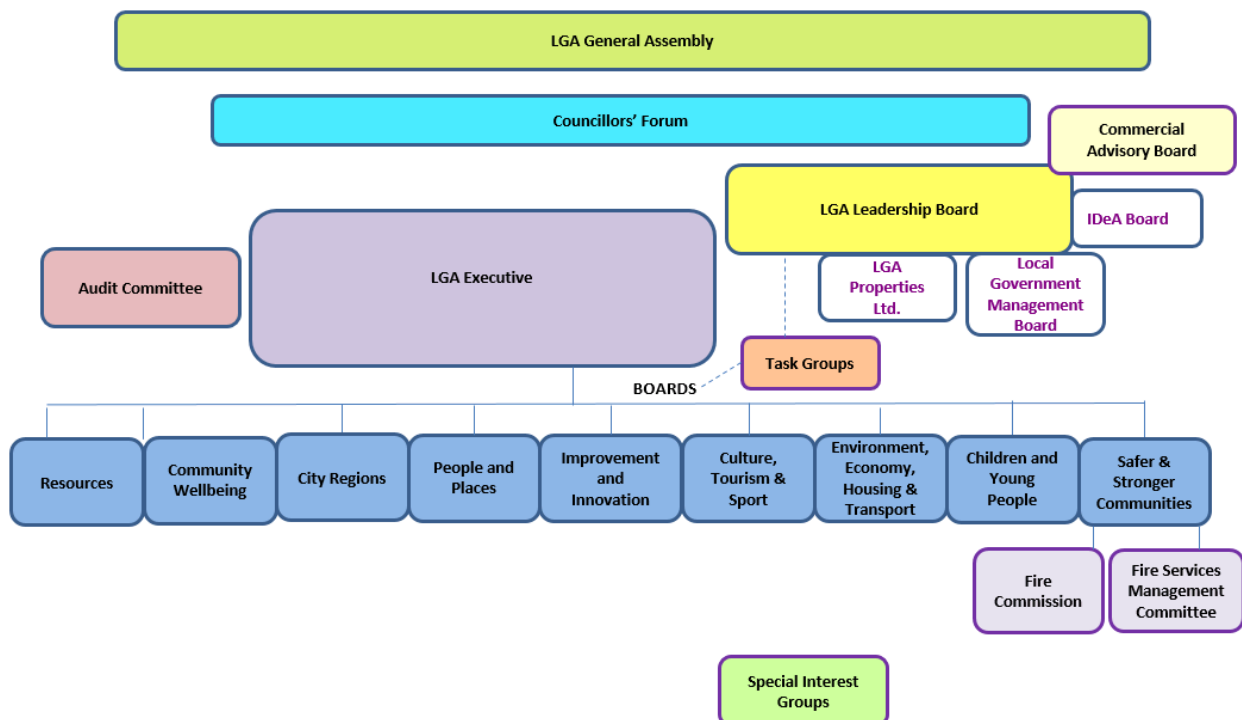 LGA General Assembly
Councillors’ Forum
Commercial
Advisory Board
LGA Leadership Board
IDeA Board
Audit Committee
LGA Executive
LGA
Properties
Ltd.
Local
Government
Management
Board
Task Groups
BOARDS
Resources
Community
Wellbeing
City Regions
People and
Places
Improvement
and
Innovation
Culture,
Tourism &
Sport
Environment,
Economy,
Housing &
Transport
Children and
Young
People
Safer &
Stronger
Communities
Fire
Commission
Fire Services
Management
Committee
Special Interest
Groups